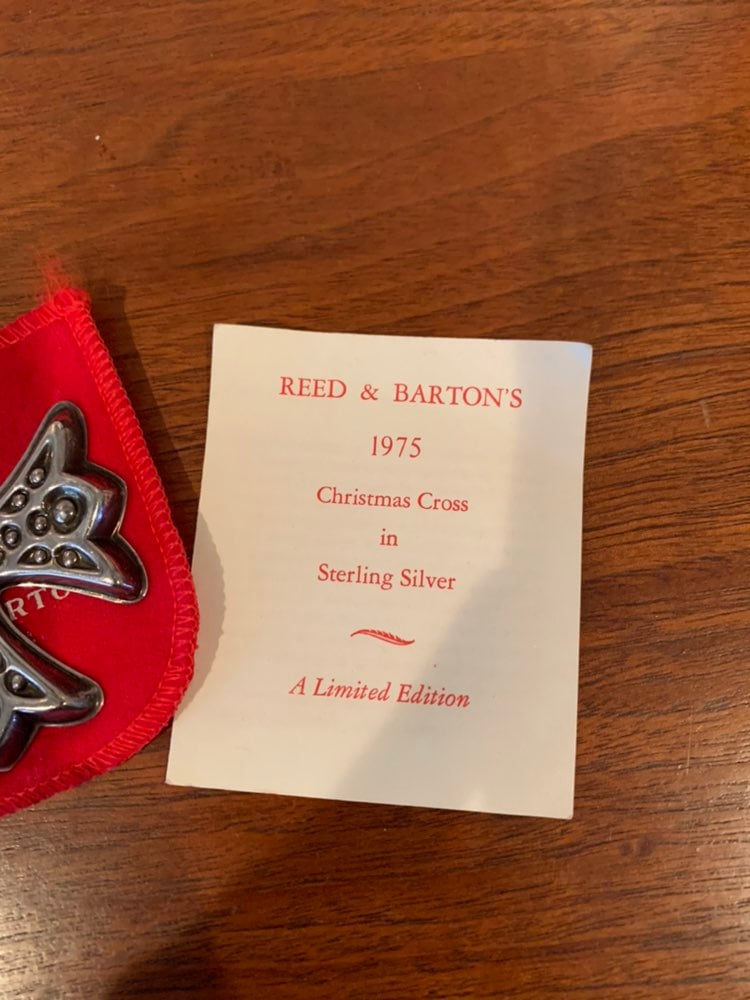 REED & BARTON'S
1975
Christmas Cross
in
Sterling Silver
A Limited Edition